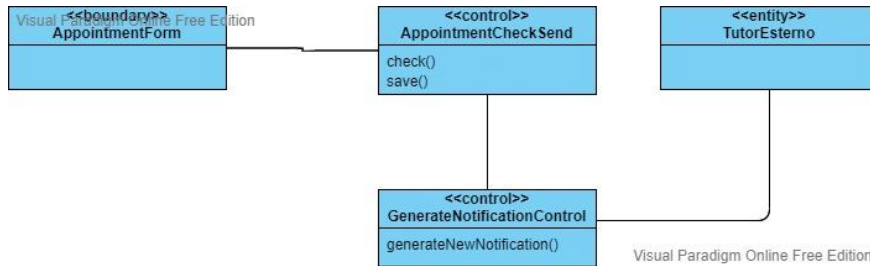 Visual Paradigm Online Free Edition
<<boundary>>
AppointmentForm
<<control>>
AppointmentCheckSend
check()
save()
<<entity>>
TutorEsterno
<<control>>
GenerateNotificationControl
generateNewNotification()
Visual Paradigm Online Free Edition